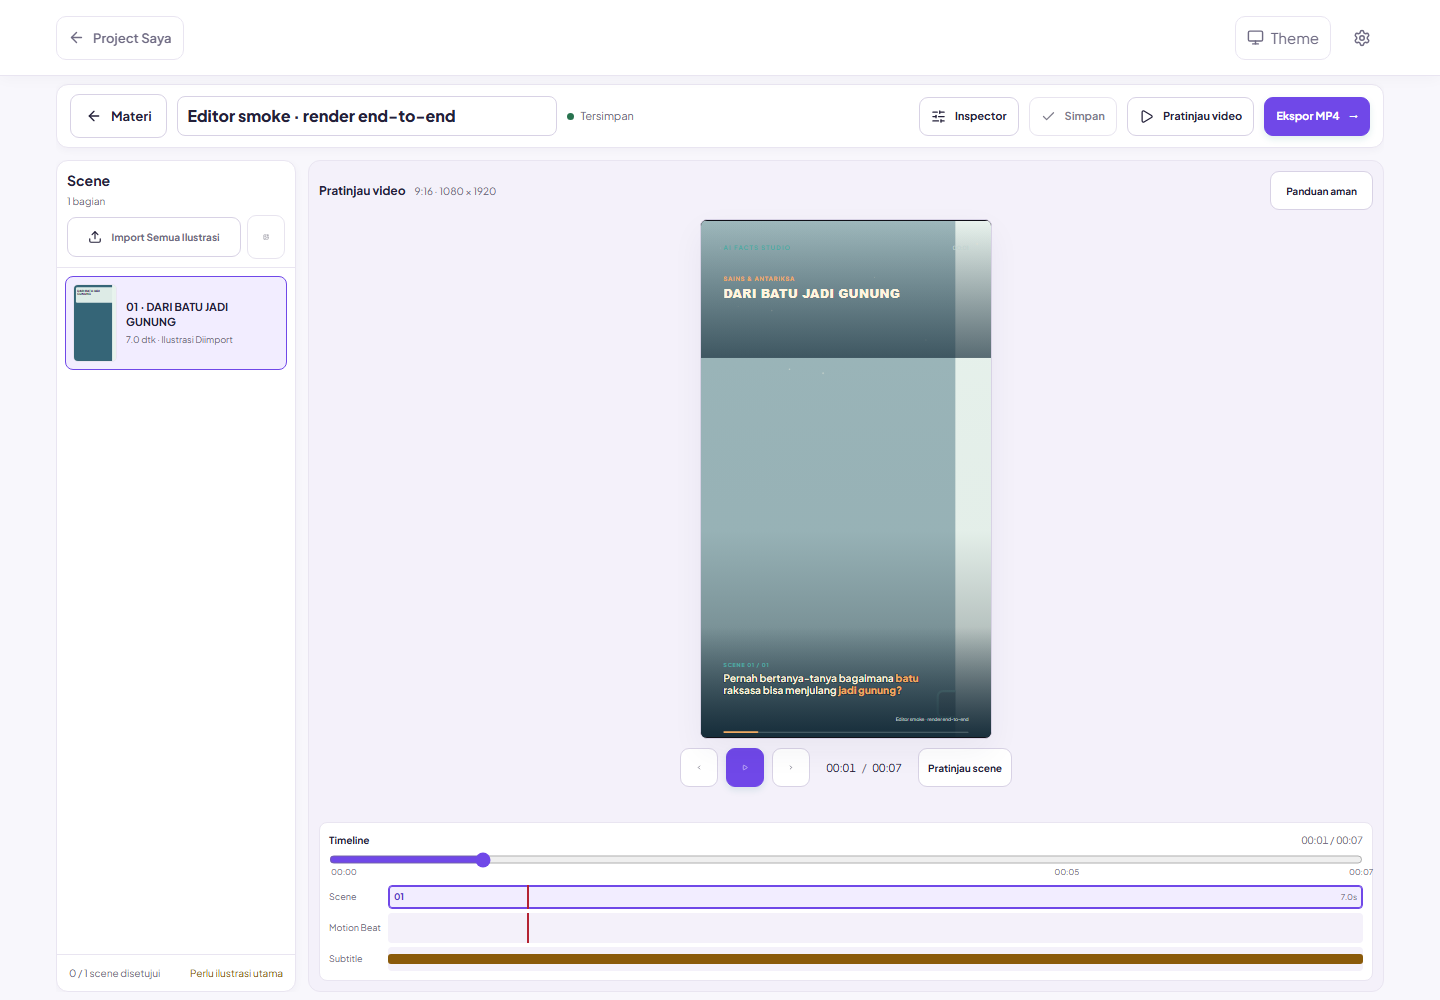 Project Saya
Theme
Materi
Editor smoke · render end-to-end
Tersimpan
Inspector
Simpan
Pratinjau video
Ekspor MP4 →
Scene
1 bagian
Import Semua Ilustrasi
01 · DARI BATU JADI
GUNUNG
7.0 dtk · Ilustrasi Diimport
0 / 1 scene disetujui
Perlu ilustrasi utama
Pratinjau video
9:16 · 1080 × 1920
Panduan aman
SAINS & ANTARIKSA
DARI BATU JADI GUNUNG
SCENE 01 / 01
Pernah bertanya-tanya bagaimana batu
raksasa bisa menjulang jadi gunung?
Editor smoke · render end-to-end
00:01 / 00:07
Pratinjau scene
Timeline
00:01 / 00:07
00:00
00:05
00:07
Scene
01
7.0s
Motion Beat
Subtitle